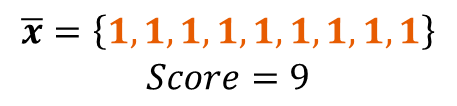 x̅ = {1, 1, 1, 1, 1, 1, 1, 1, 1}
Score = 9